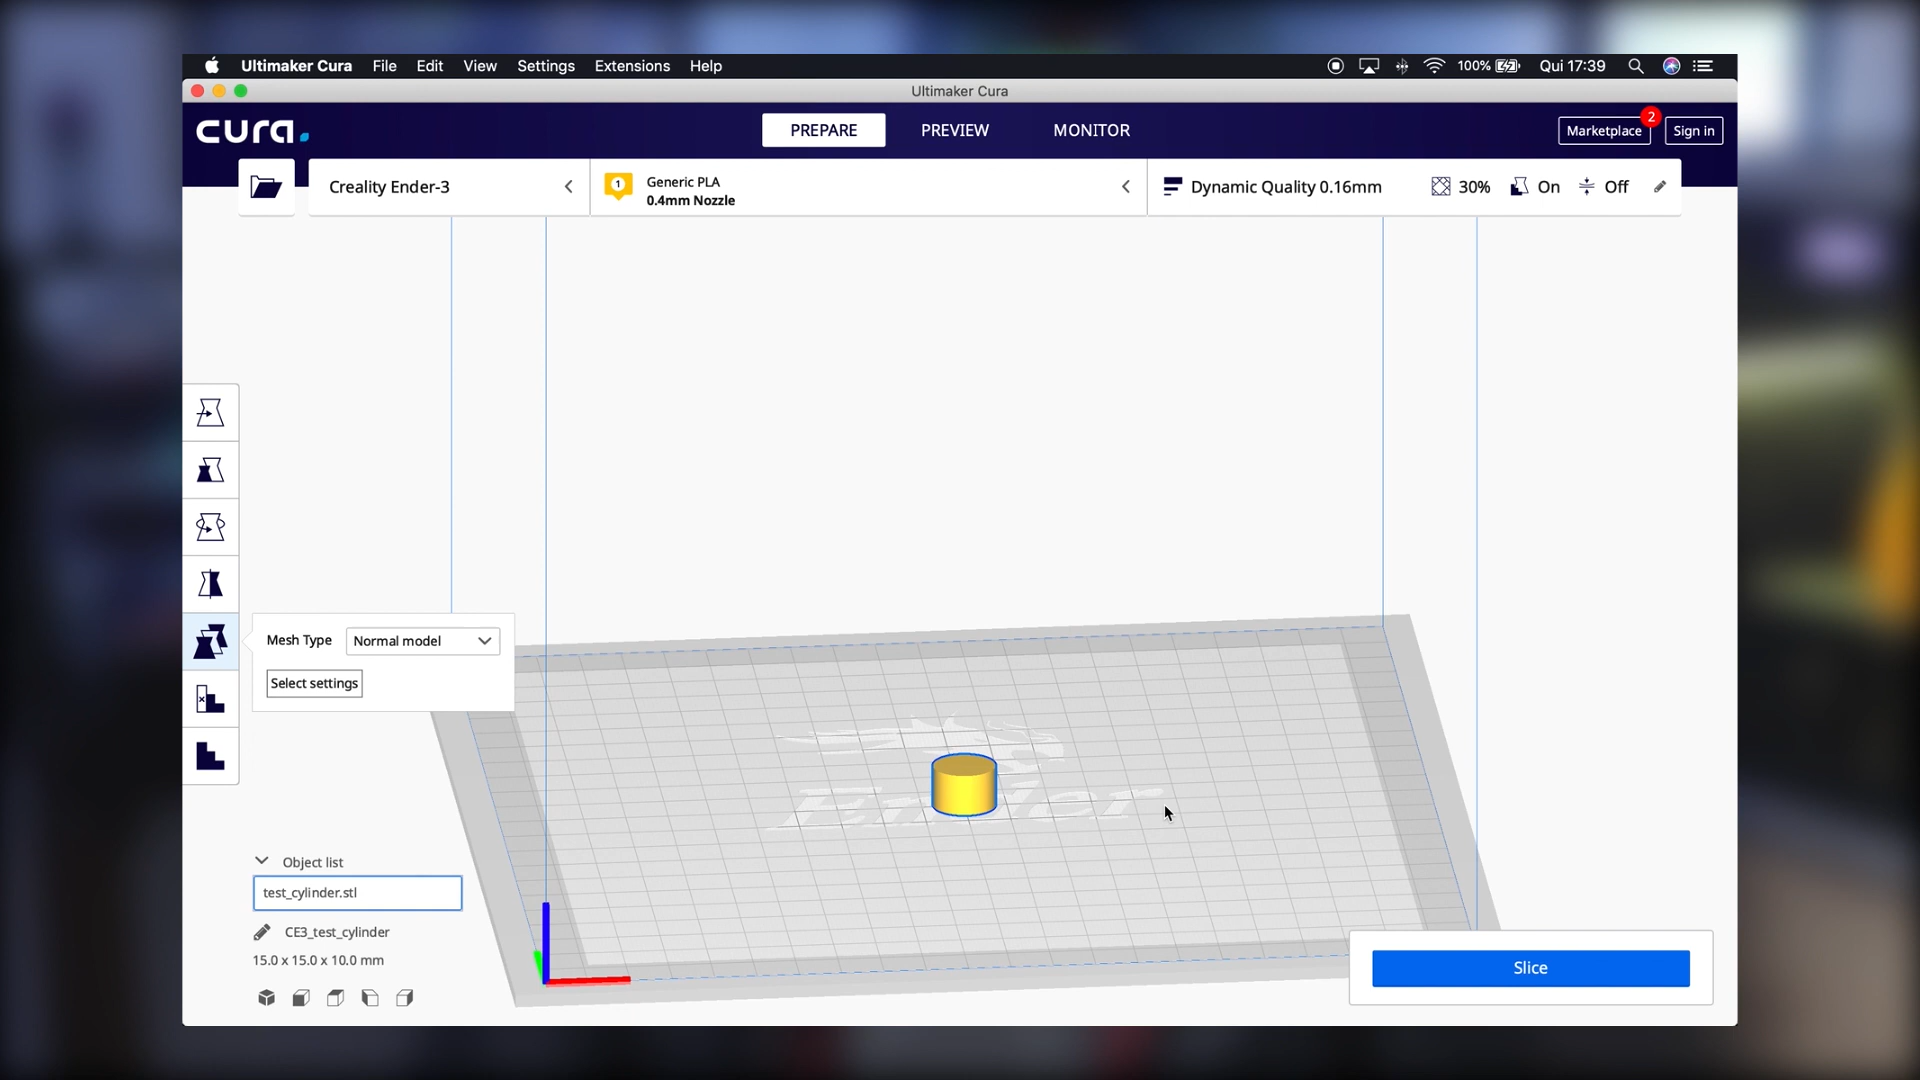 Ultimaker Cura File Edit View Settings Extensions Help 100% Qui 17:39
Ultimaker Cura
cura. PREPARE PREVIEW MONITOR Marketplace 2 Sign in
Creality Ender-3
1 Generic PLA
0.4mm Nozzle
Dynamic Quality 0.16mm 30% On Off
Mesh Type Normal model
Select settings
Ender
Object list
test_cylinder.stl
CE3_test_cylinder
15.0 x 15.0 x 10.0 mm
Slice